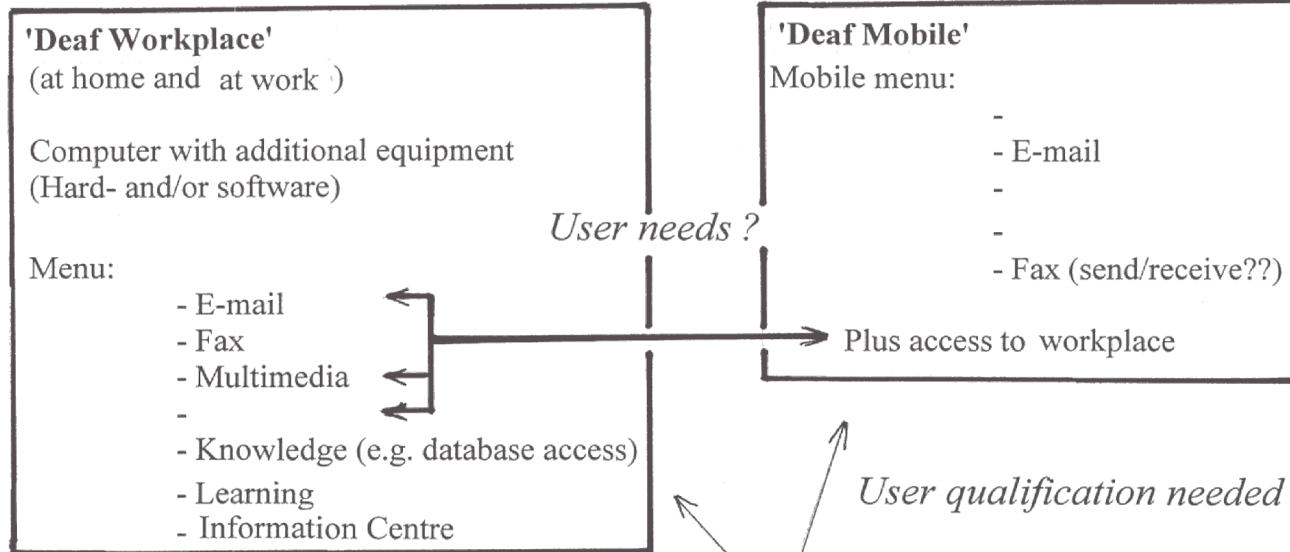 'Deaf Workplace'
(at home and at work )
Computer with additional equipment
(Hard- and/or software)
Menu:
- E-mail
- Fax
- Multimedia
-
- Knowledge (e.g. database access)
- Learning
- Information Centre
User needs ?
'Deaf Mobile'
Mobile menu:
-
- E-mail
-
-
- Fax (send/receive??)
Plus access to workplace
User qualification needed